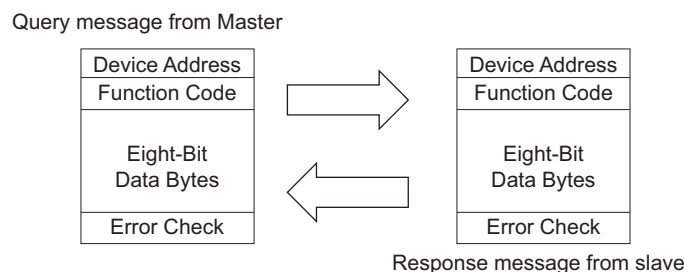 Query message from Master
Device Address
Function Code
Eight-Bit
Data Bytes
Error Check
Device Address
Function Code
Eight-Bit
Data Bytes
Error Check
Response message from slave